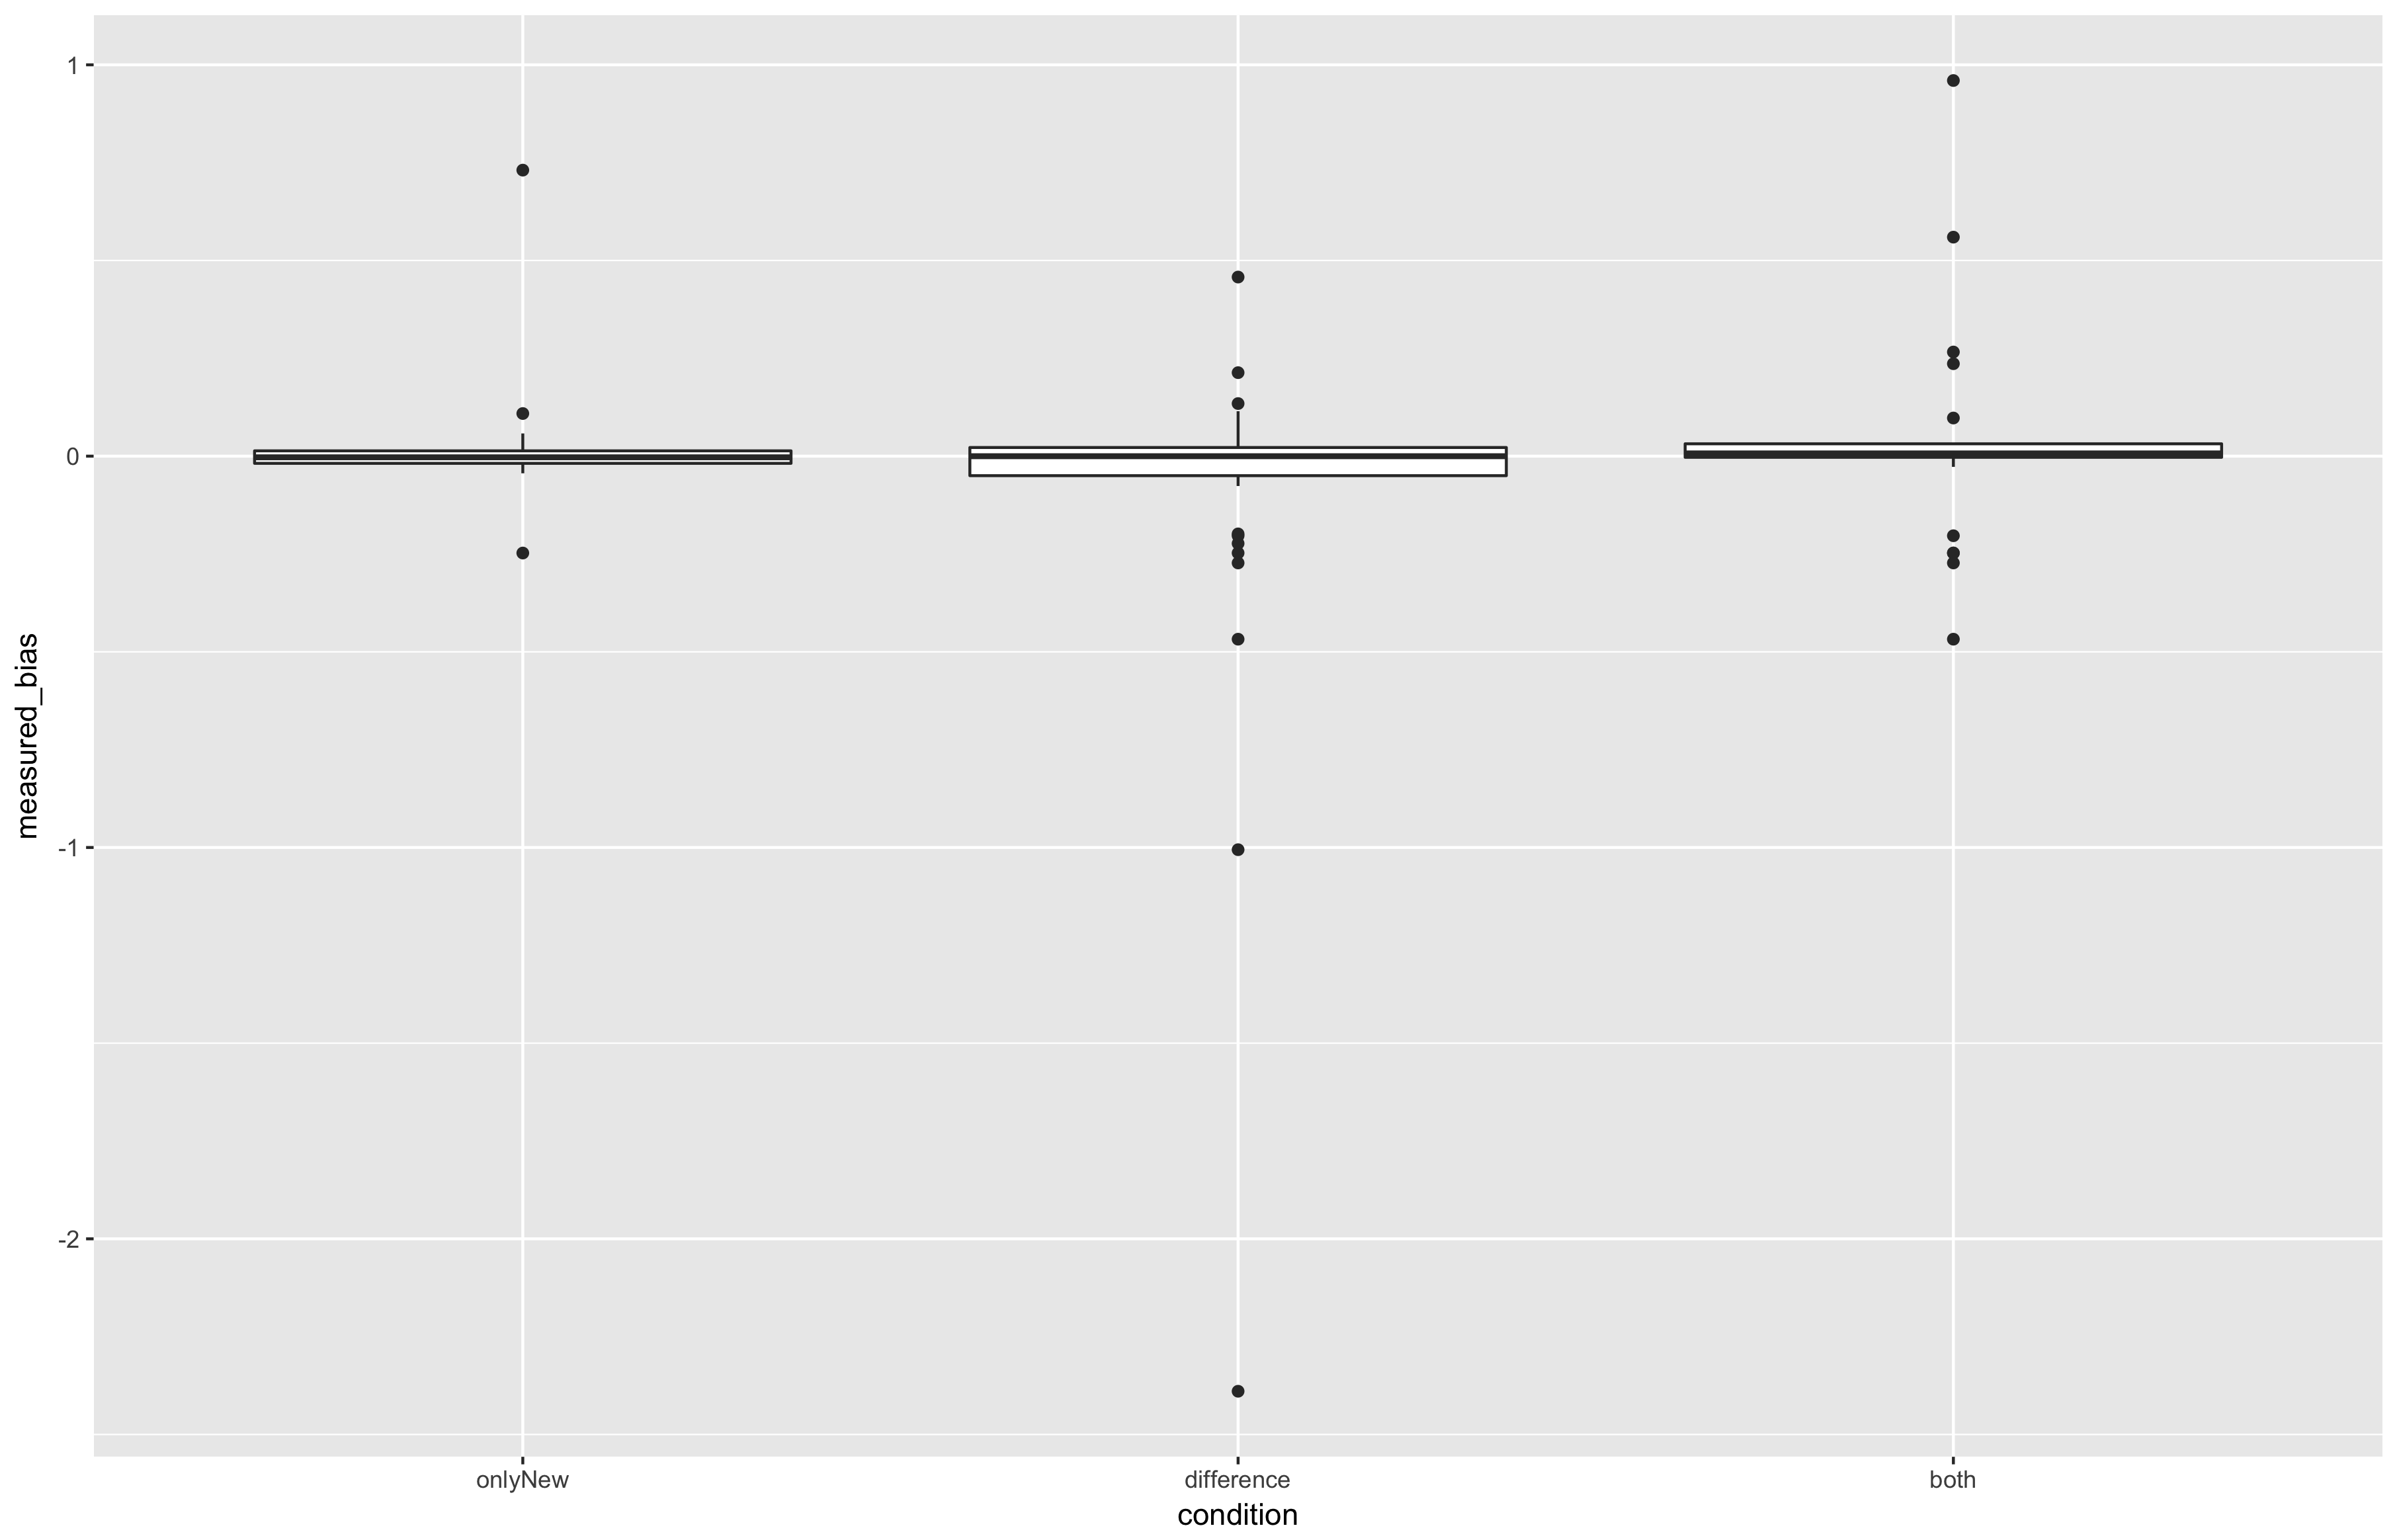 1
0
-1
-2
measured_bias
onlyNew
difference
both
condition